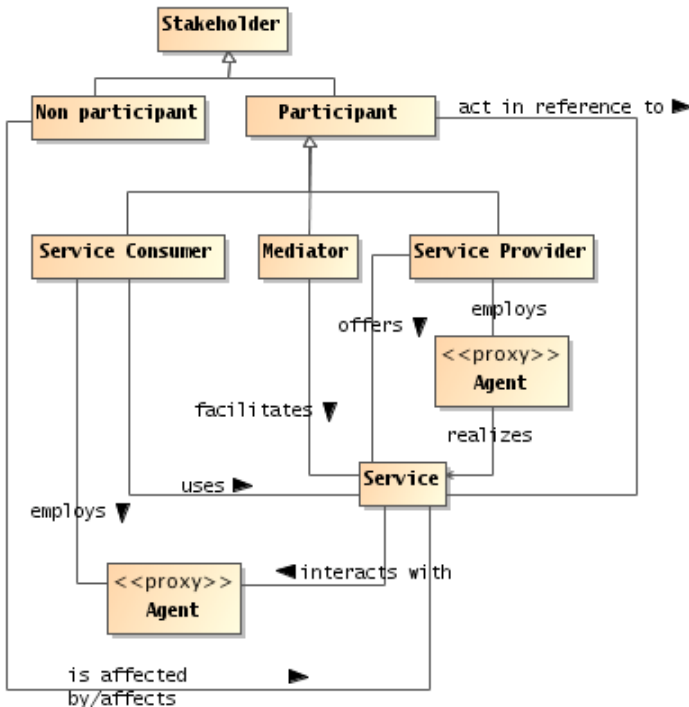 Stakeholder
Non participant
Participant
act in reference to
Service Consumer
Mediator
Service Provider
offers
employs
<<proxy>>
Agent
facilitates
realizes
Service
uses
employs
<<proxy>>
Agent
interacts with
is affected
by/affects